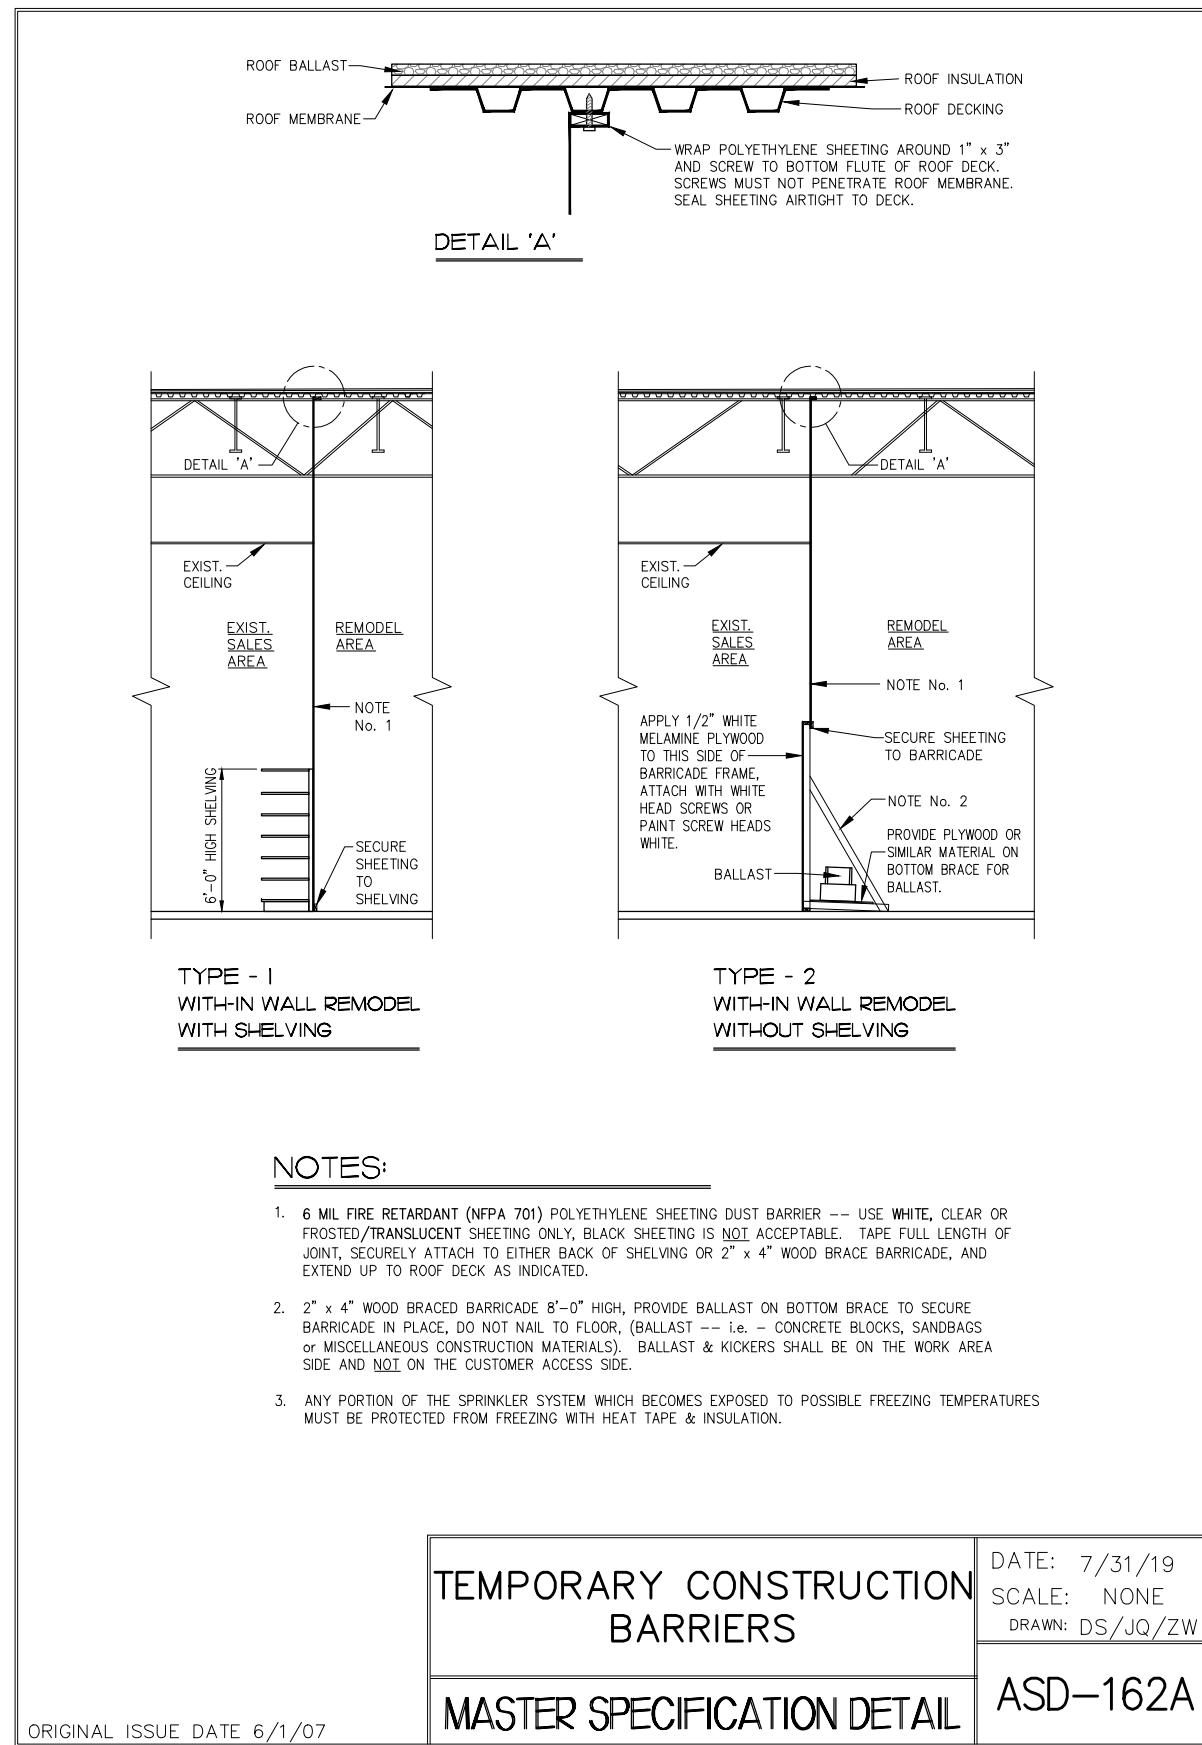 ROOF BALLAST
ROOF INSULATION
ROOF MEMBRANE
ROOF DECKING
WRAP POLYETHYLENE SHEETING AROUND 1" x 3"
AND SCREW TO BOTTOM FLUTE OF ROOF DECK.
SCREWS MUST NOT PENETRATE ROOF MEMBRANE.
SEAL SHEETING AIRTIGHT TO DECK.
DETAIL 'A'
DETAIL 'A'
EXIST.
CEILING
EXIST.
SALES
AREA
REMODEL
AREA
NOTE
No. 1
6'-0" HIGH SHELVING
SECURE
SHEETING
TO
SHELVING
TYPE - 1
WITH-IN WALL REMODEL
WITH SHELVING
DETAIL 'A'
EXIST.
CEILING
EXIST.
SALES
AREA
REMODEL
AREA
NOTE No. 1
APPLY 1/2" WHITE
MELAMINE PLYWOOD
TO THIS SIDE OF
BARRICADE FRAME,
ATTACH WITH WHITE
HEAD SCREWS OR
PAINT SCREW HEADS
WHITE.
SECURE SHEETING
TO BARRICADE
NOTE No. 2
PROVIDE PLYWOOD OR
SIMILAR MATERIAL ON
BOTTOM BRACE FOR
BALLAST.
BALLAST
TYPE - 2
WITH-IN WALL REMODEL
WITHOUT SHELVING
NOTES:
1. 6 MIL FIRE RETARDANT (NFPA 701) POLYETHYLENE SHEETING DUST BARRIER -- USE WHITE, CLEAR OR
FROSTED/TRANSLUCENT SHEETING ONLY, BLACK SHEETING IS NOT ACCEPTABLE. TAPE FULL LENGTH OF
JOINT, SECURELY ATTACH TO EITHER BACK OF SHELVING OR 2" x 4" WOOD BRACE BARRICADE, AND
EXTEND UP TO ROOF DECK AS INDICATED.
2. 2" x 4" WOOD BRACED BARRICADE 8'-0" HIGH, PROVIDE BALLAST ON BOTTOM BRACE TO SECURE
BARRICADE IN PLACE, DO NOT NAIL TO FLOOR, (BALLAST -- i.e. - CONCRETE BLOCKS, SANDBAGS
or MISCELLANEOUS CONSTRUCTION MATERIALS). BALLAST & KICKERS SHALL BE ON THE WORK AREA
SIDE AND NOT ON THE CUSTOMER ACCESS SIDE.
3. ANY PORTION OF THE SPRINKLER SYSTEM WHICH BECOMES EXPOSED TO POSSIBLE FREEZING TEMPERATURES
MUST BE PROTECTED FROM FREEZING WITH HEAT TAPE & INSULATION.
TEMPORARY CONSTRUCTION
BARRIERS
DATE: 7/31/19
SCALE: NONE
DRAWN: DS/JQ/ZW
MASTER SPECIFICATION DETAIL
ASD-162A
ORIGINAL ISSUE DATE 6/1/07